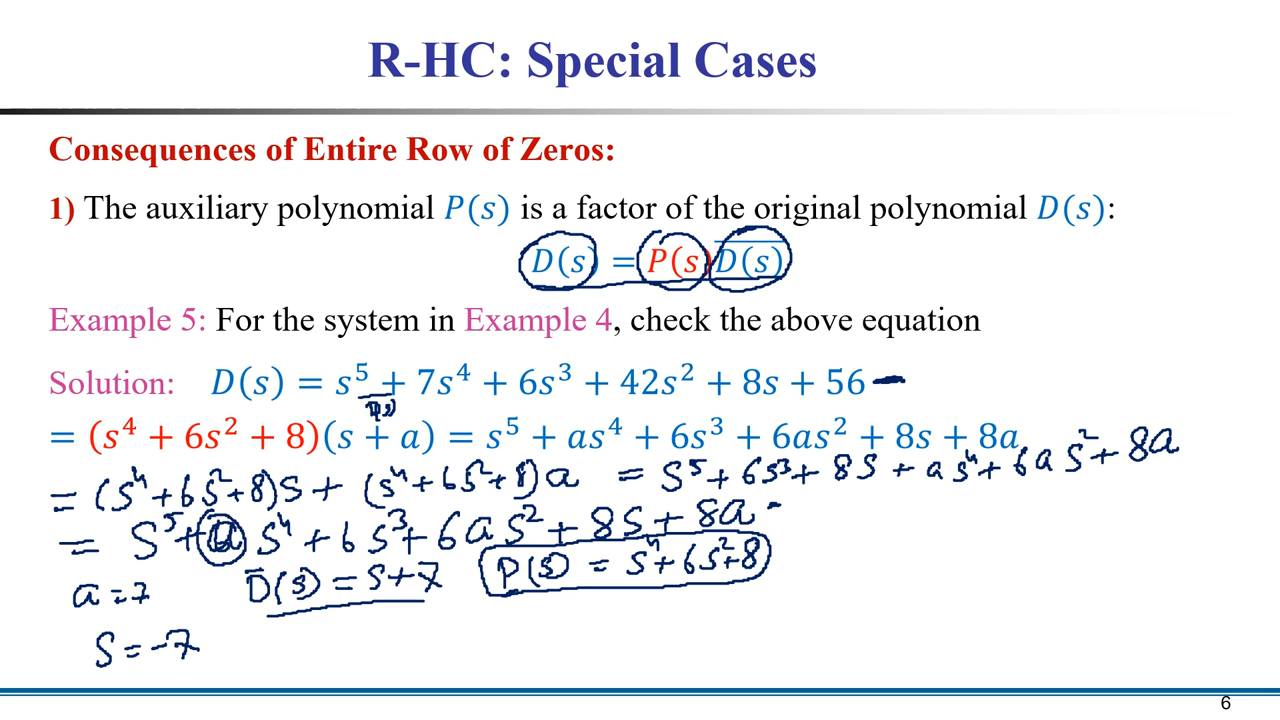 R-HC: Special Cases
Consequences of Entire Row of Zeros:
1) The auxiliary polynomial P(s) is a factor of the original polynomial D(s):
D(s) = P(s) D̅(̅s̅)̅
Example 5: For the system in Example 4, check the above equation
Solution: D(s) = s⁵ + 7s⁴ + 6s³ + 42s² + 8s + 56
P(s)
= (s⁴ + 6s² + 8)(s + a) = s⁵ + as⁴ + 6s³ + 6as² + 8s + 8a
= (s⁴ + 6s² + 8)s + (s⁴ + 6s² + 8)a = s⁵ + 6s³ + 8s + as⁴ + 6as² + 8a
= s⁵ + a s⁴ + 6s³ + 6as² + 8s + 8a
a = 7 D̅(s) = s + 7 P(s) = s⁴ + 6s² + 8
s = -7
6